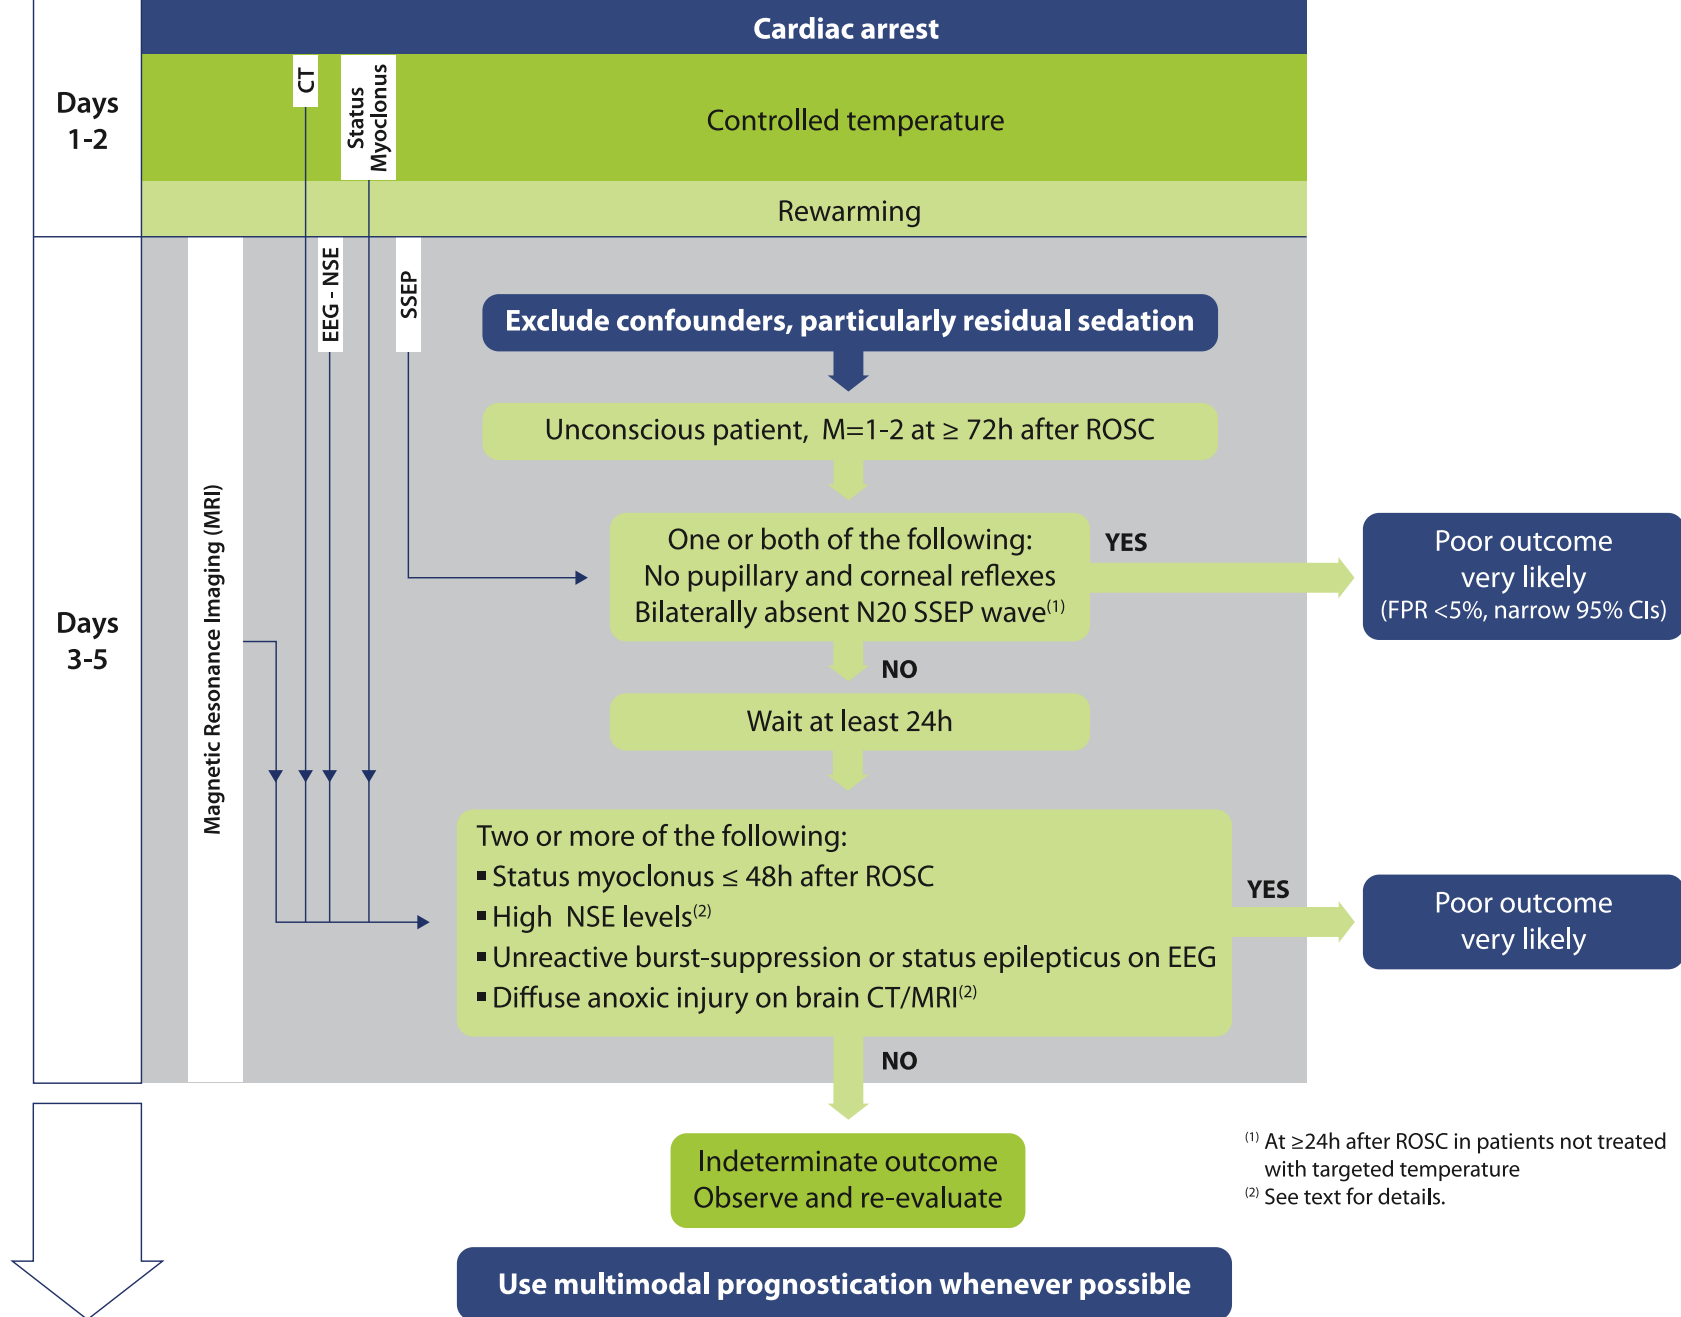 Cardiac arrest
Days
1-2
CT
Status
Myoclonus
Controlled temperature
Rewarming
Days
3-5
Magnetic Resonance Imaging (MRI)
EEG - NSE
SSEP
Exclude confounders, particularly residual sedation
Unconscious patient, M=1-2 at ≥ 72h after ROSC
One or both of the following:
No pupillary and corneal reflexes
Bilaterally absent N20 SSEP wave(1)
YES
Poor outcome
very likely
(FPR <5%, narrow 95% CIs)
NO
Wait at least 24h
Two or more of the following:
▪ Status myoclonus ≤ 48h after ROSC
▪ High NSE levels(2)
▪ Unreactive burst-suppression or status epilepticus on EEG
▪ Diffuse anoxic injury on brain CT/MRI(2)
YES
Poor outcome
very likely
NO
Indeterminate outcome
Observe and re-evaluate
(1) At ≥24h after ROSC in patients not treated
with targeted temperature
(2) See text for details.
Use multimodal prognostication whenever possible